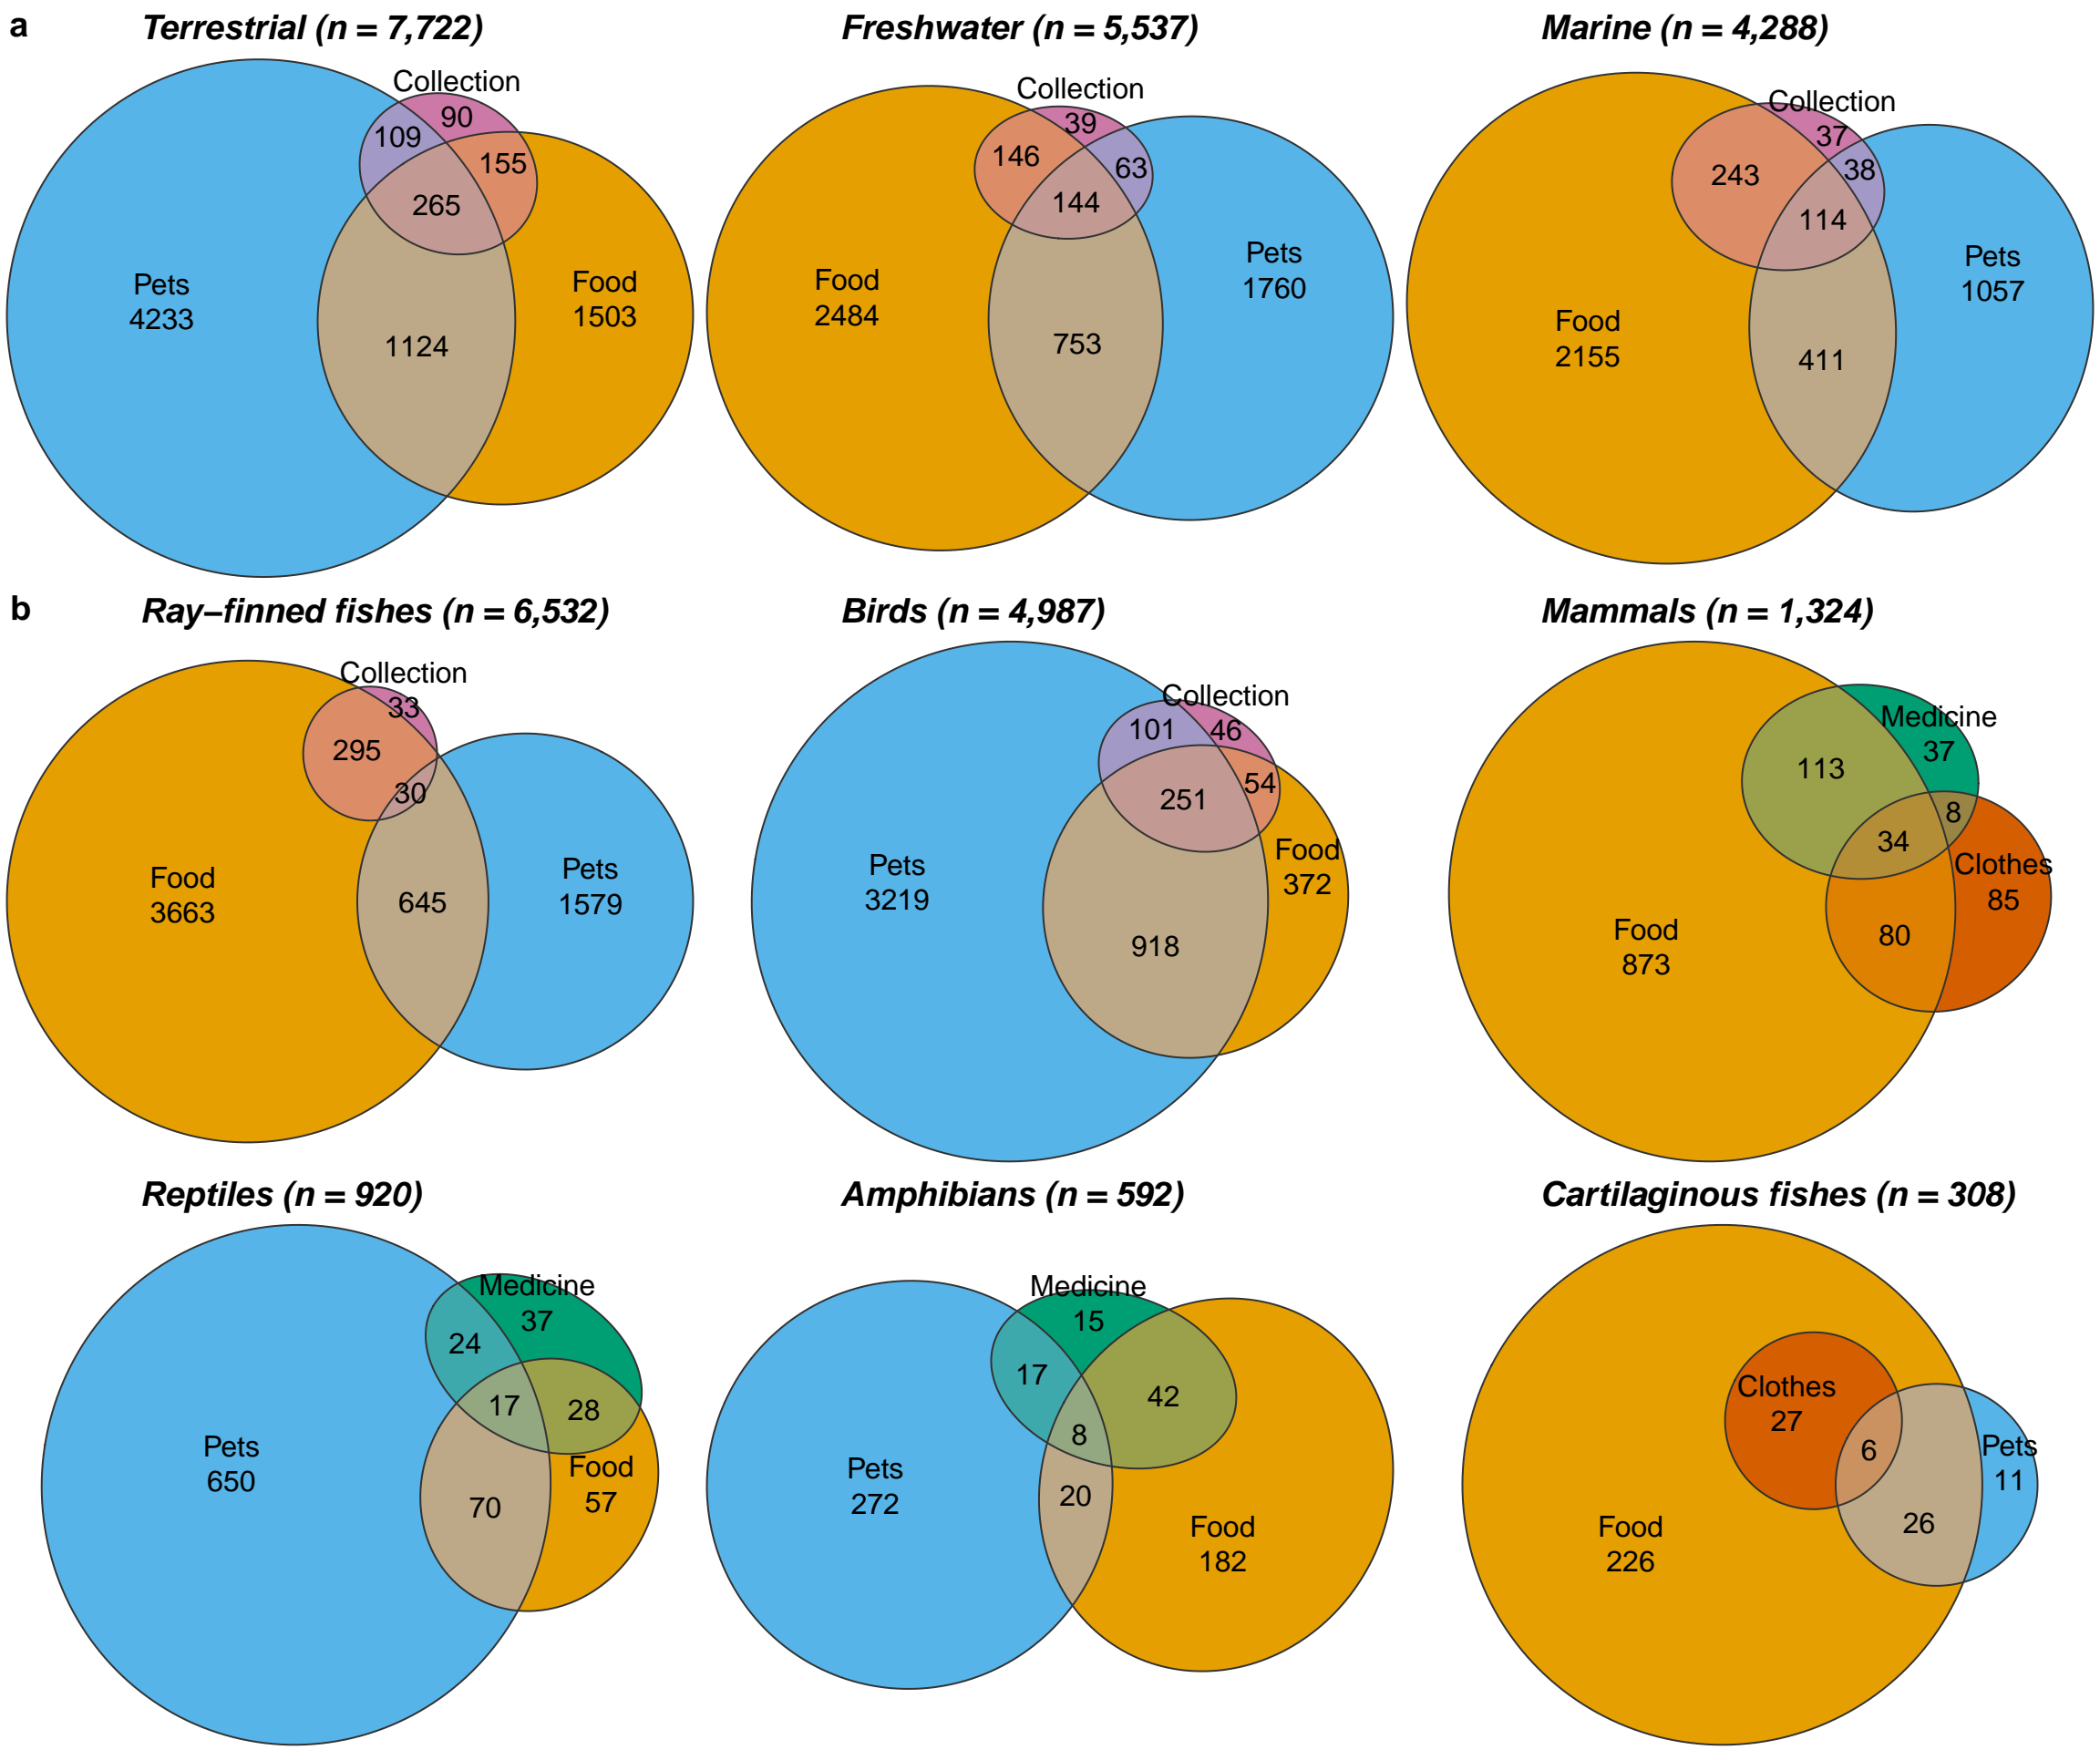 a
Terrestrial (n = 7,722)
Collection
90
109
155
265
Pets
4233
Food
1503
1124
Freshwater (n = 5,537)
Collection
39
146
63
144
Pets
1760
Food
2484
753
Marine (n = 4,288)
Collection
37
38
243
114
Pets
1057
Food
2155
411
b
Ray–finned fishes (n = 6,532)
Collection
33
295
30
Food
3663
Pets
1579
645
Birds (n = 4,987)
Collection
101
46
54
251
Food
372
Pets
3219
918
Mammals (n = 1,324)
Medicine
37
113
8
34
Clothes
85
Food
873
80
Reptiles (n = 920)
Medicine
37
24
17
28
Pets
650
Food
57
70
Amphibians (n = 592)
Medicine
15
17
42
8
Pets
272
20
Food
182
Cartilaginous fishes (n = 308)
Clothes
27
6
Pets
11
Food
226
26